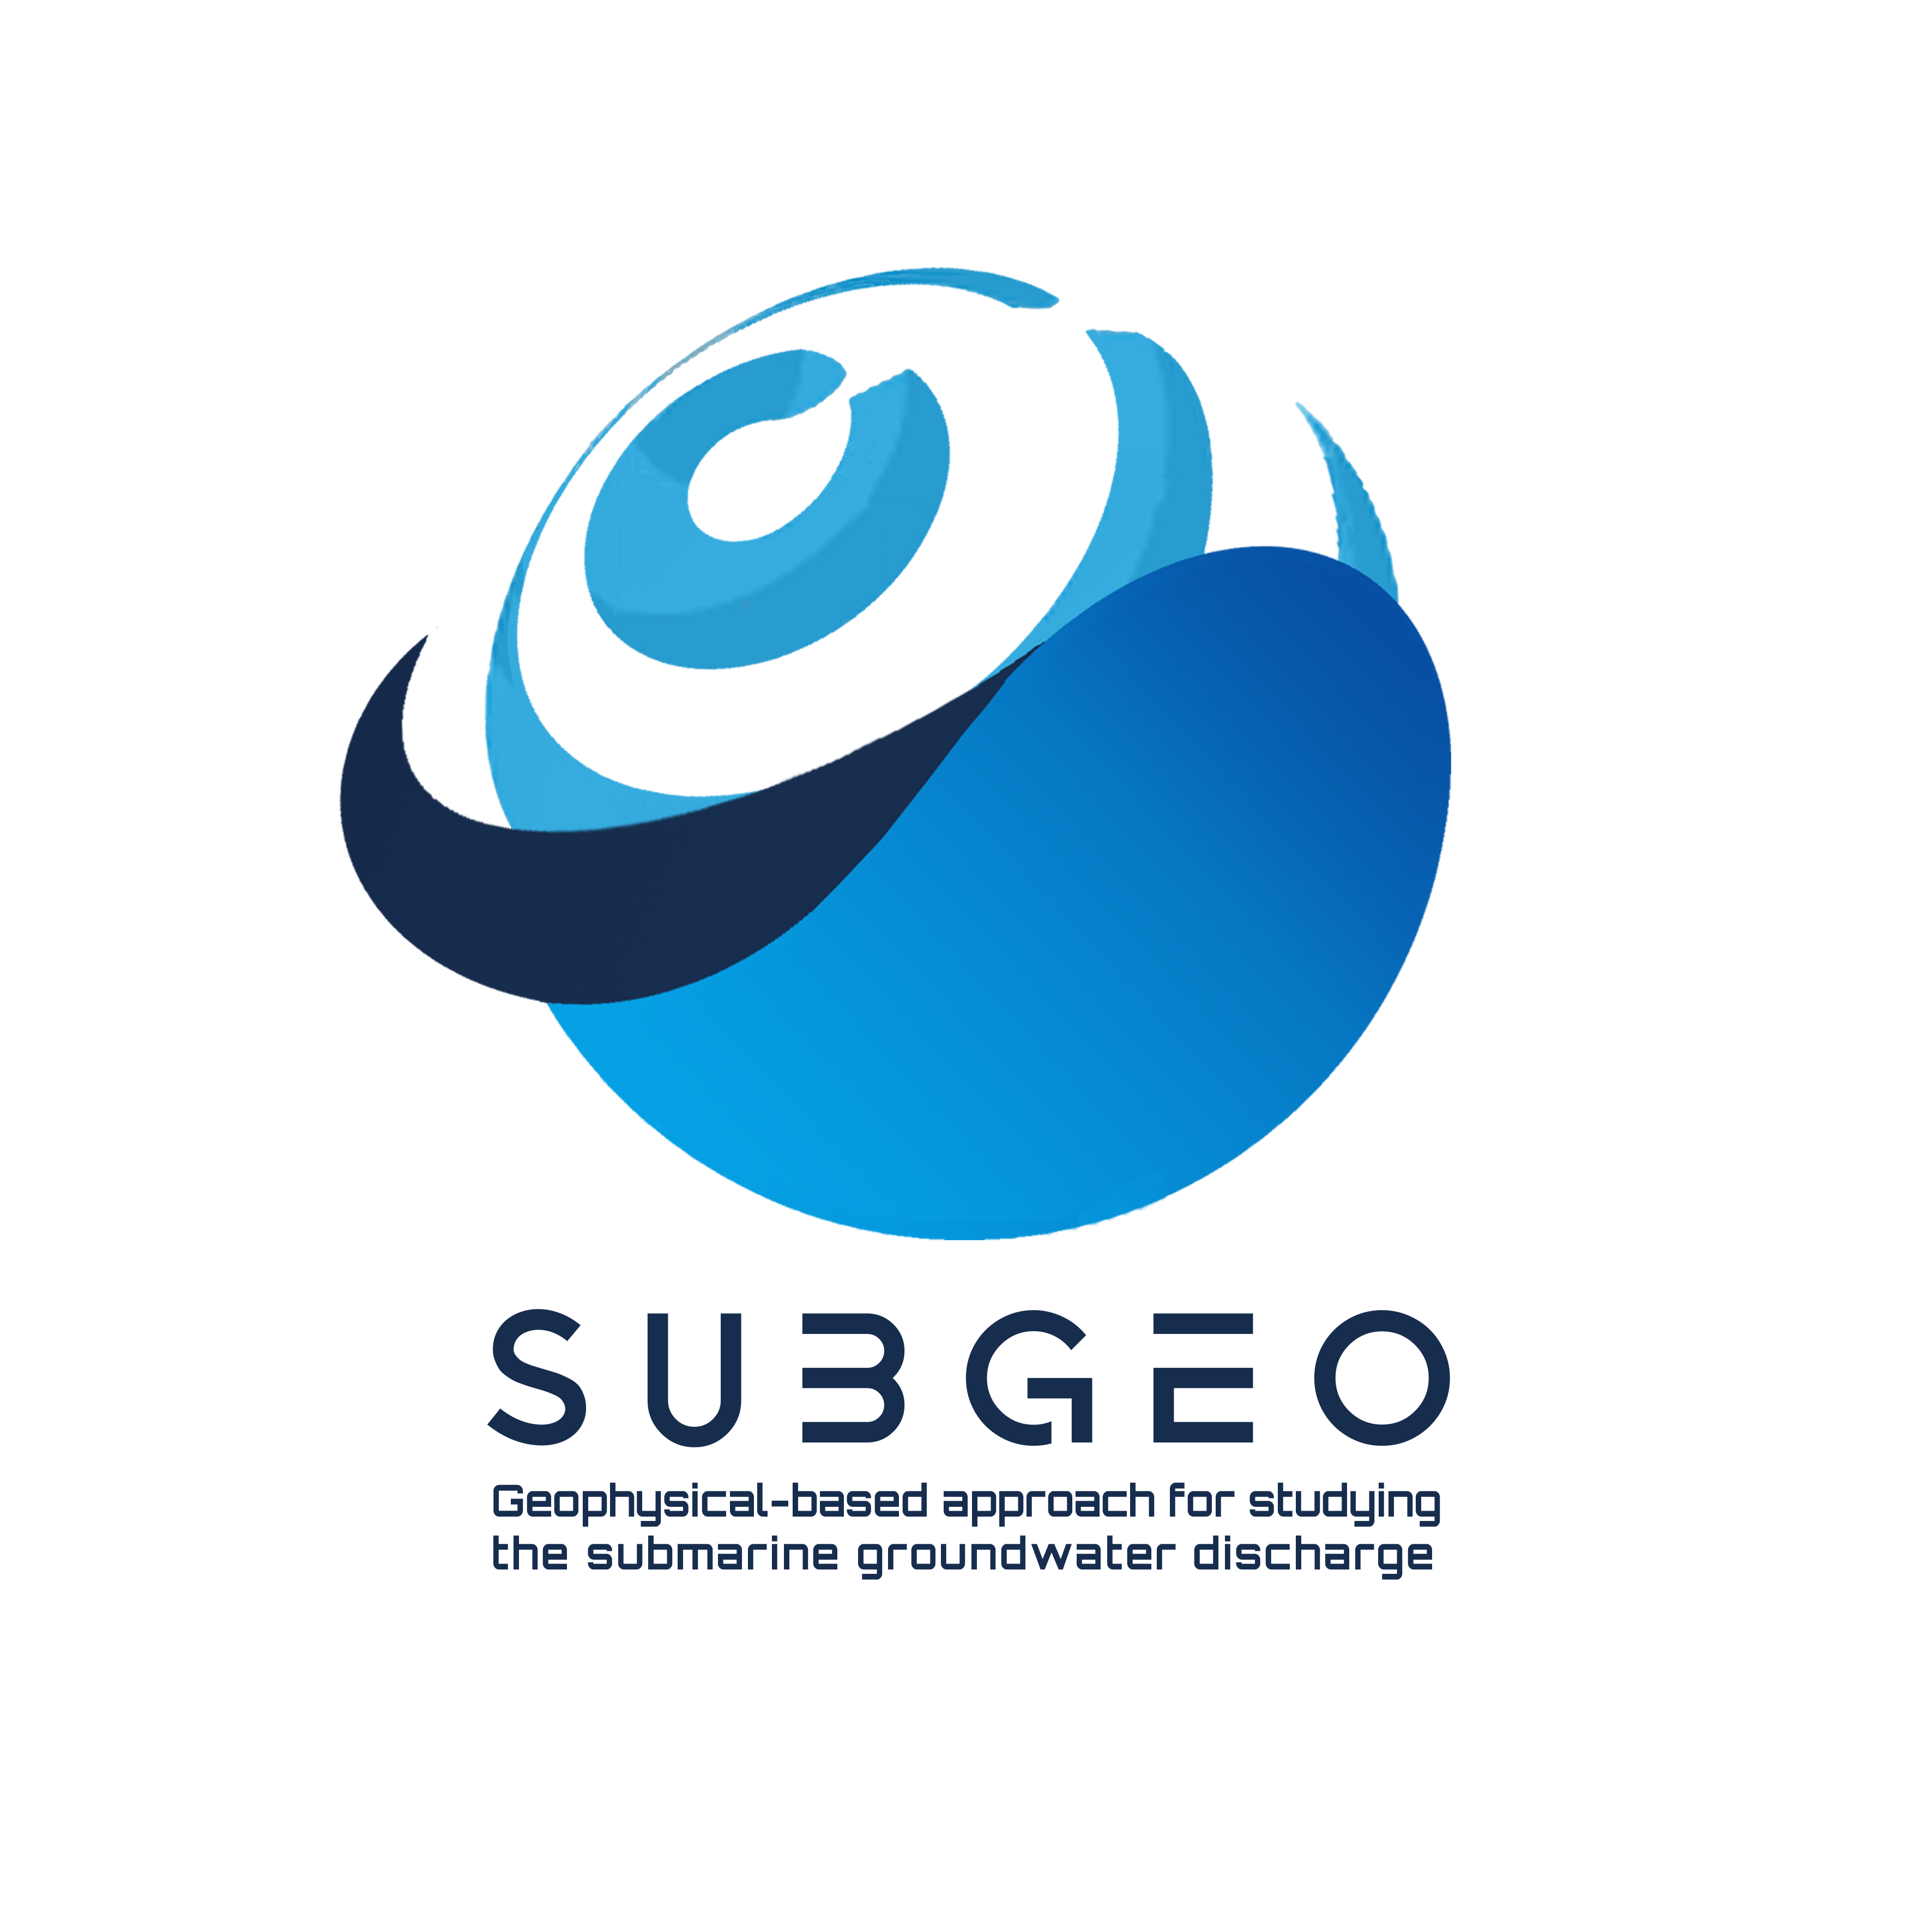 SUBGEO
Geophysical-based approach for studying
the submarine groundwater discharge